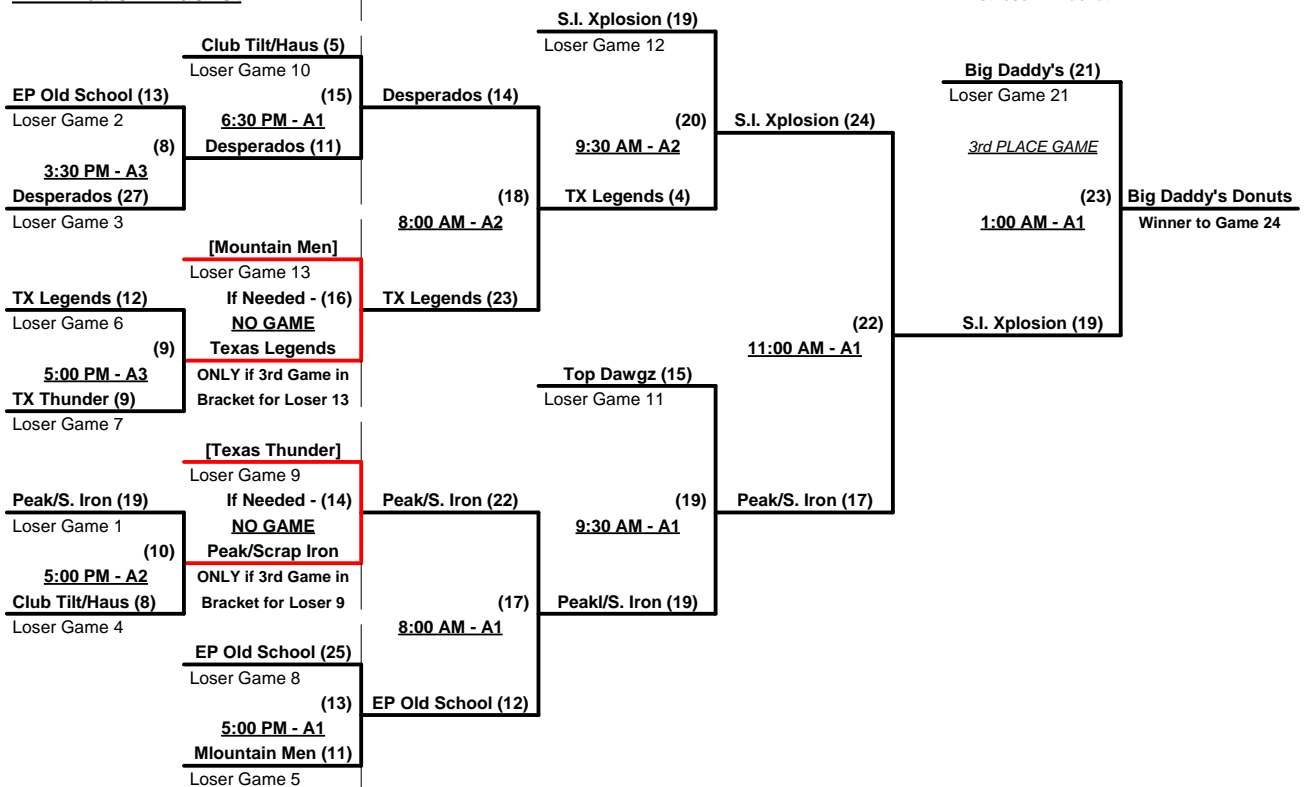 S.I. Xplosion (19)
Loser Game 12
Club Tilt/Haus (5)
Loser Game 10
Big Daddy's (21)
Loser Game 21
EP Old School (13)
(15)
Desperados (14)
Loser Game 2
6:30 PM - A1
(20)
S.I. Xplosion (24)
(8)
Desperados (11)
9:30 AM - A2
3rd PLACE GAME
3:30 PM - A3
Desperados (27)
(18)
TX Legends (4)
(23)
Big Daddy's Donuts
Loser Game 3
8:00 AM - A2
1:00 AM - A1
Winner to Game 24
[Mountain Men]
Loser Game 13
TX Legends (12)
If Needed - (16)
TX Legends (23)
Loser Game 6
NO GAME
(22)
S.I. Xplosion (19)
(9)
Texas Legends
11:00 AM - A1
5:00 PM - A3
ONLY if 3rd Game in
Top Dawgz (15)
TX Thunder (9)
Bracket for Loser 13
Loser Game 11
Loser Game 7
[Texas Thunder]
Loser Game 9
Peak/S. Iron (19)
If Needed - (14)
Peak/S. Iron (22)
(19)
Peak/S. Iron (17)
Loser Game 1
NO GAME
9:30 AM - A1
(10)
Peak/Scrap Iron
5:00 PM - A2
ONLY if 3rd Game in
Club Tilt/Haus (8)
Bracket for Loser 9
(17)
Peakl/S. Iron (19)
Loser Game 4
8:00 AM - A1
EP Old School (25)
Loser Game 8
(13)
EP Old School (12)
5:00 PM - A1
Mlountain Men (11)
Loser Game 5